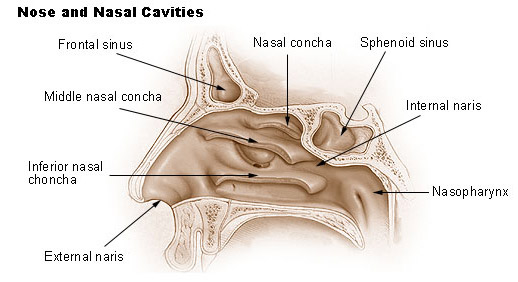 Nose and Nasal Cavities
Frontal sinus
Nasal concha
Sphenoid sinus
Middle nasal concha
Internal naris
Inferior nasal
choncha
Nasopharynx
External naris